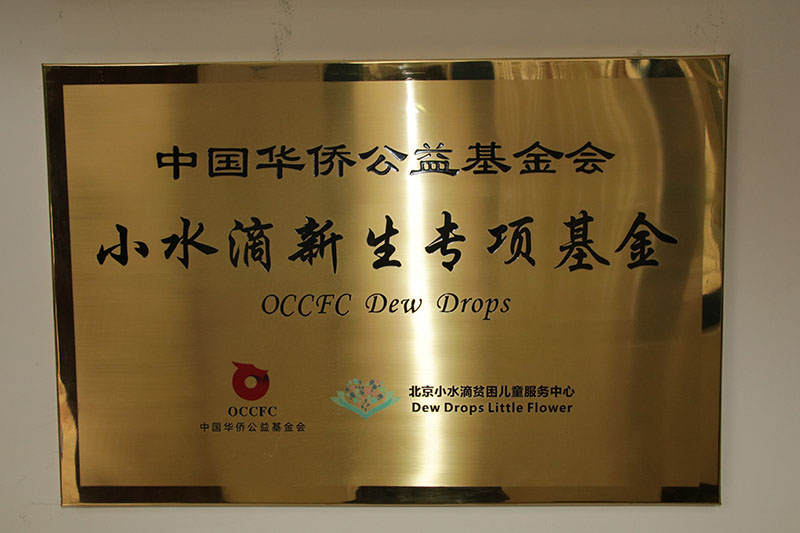 中国华侨公益基金会
小水滴新生专项基金
OCCFC Dew Drops
OCCFC
中国华侨公益基金会
北京小水滴贫困儿童服务中心
Dew Drops Little Flower